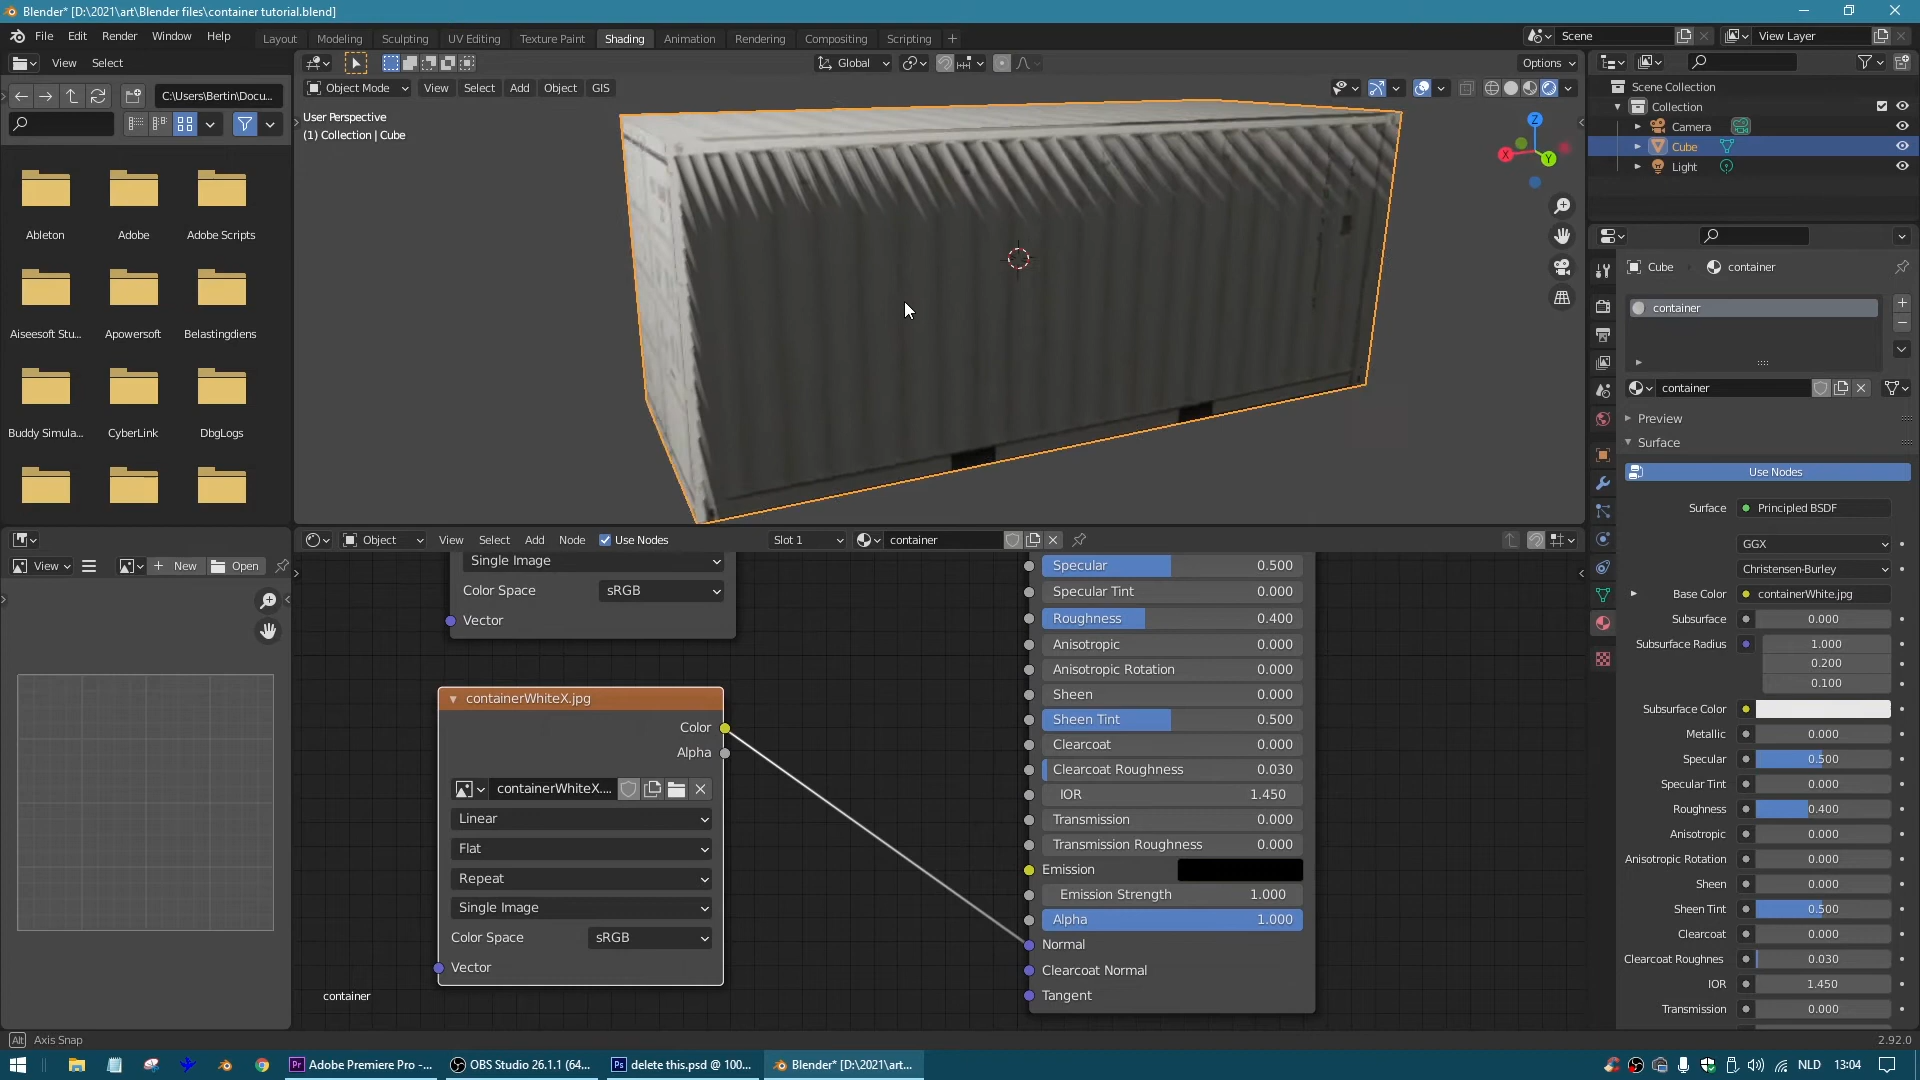 Blender* [D:\2021\art\Blender files\container tutorial.blend]
File Edit Render Window Help
Layout Modeling Sculpting UV Editing Texture Paint Shading Animation Rendering Compositing Scripting
Scene
View Layer
View Select
Global
Options
C:\Users\Bertin\Docu...
Object Mode View Select Add Object GIS
User Perspective
(1) Collection | Cube
Z
X
Y
Scene Collection
Collection
Camera
Cube
Light
Ableton Adobe Adobe Scripts
Aiseesoft Stu... Apowersoft Belastingdiens
Buddy Simula... CyberLink DbgLogs
Cube container
container
container
Preview
Surface
Use Nodes
Surface Principled BSDF
GGX
Christensen-Burley
Base Color containerWhite.jpg
Subsurface 0.000
Subsurface Radius 1.000
0.200
0.100
Subsurface Color
Metallic 0.000
Specular 0.500
Specular Tint 0.000
Roughness 0.400
Anisotropic 0.000
Anisotropic Rotation 0.000
Sheen 0.000
Sheen Tint 0.500
Clearcoat 0.000
Clearcoat Roughnes 0.030
IOR 1.450
Transmission 0.000
View New Open
Object View Select Add Node Use Nodes Slot 1 container
Single Image
Color Space sRGB
Vector
containerWhiteX.jpg
Color
Alpha
containerWhiteX....
Linear
Flat
Repeat
Single Image
Color Space sRGB
Vector
container
Specular 0.500
Specular Tint 0.000
Roughness 0.400
Anisotropic 0.000
Anisotropic Rotation 0.000
Sheen 0.000
Sheen Tint 0.500
Clearcoat 0.000
Clearcoat Roughness 0.030
IOR 1.450
Transmission 0.000
Transmission Roughness 0.000
Emission
Emission Strength 1.000
Alpha 1.000
Normal
Clearcoat Normal
Tangent
Alt Axis Snap
2.92.0
Adobe Premiere Pro -...
OBS Studio 26.1.1 (64...
delete this.psd @ 100...
Blender* [D:\2021\art...
NLD 13:04